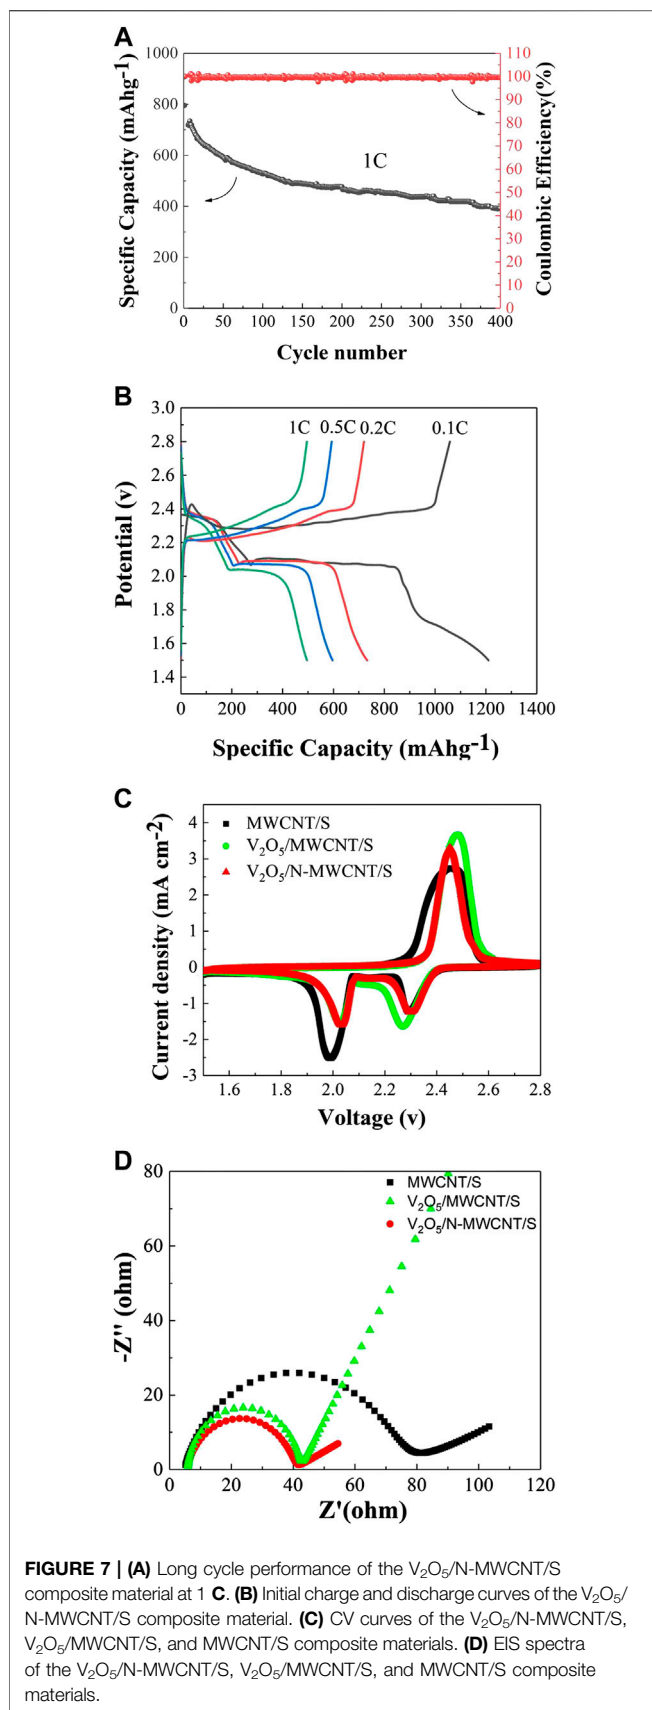 A
1000
800
600
400
200
0
Specific Capacity (mAhg-1)
110
100
90
80
70
60
50
40
30
20
10
0
Coulombic Efficiency(%)
1C
0 50 100 150 200 250 300 350 400
Cycle number
B
3.0
2.8
2.6
2.4
2.2
2.0
1.8
1.6
1.4
Potential (v)
1C 0.5C 0.2C 0.1C
0 200 400 600 800 1000 1200 1400
Specific Capacity (mAhg-1)
C
4
3
2
1
0
-1
-2
-3
Current density (mA cm-2)
MWCNT/S
V2O5/MWCNT/S
V2O5/N-MWCNT/S
1.6 2.0 2.2 2.4 2.6 2.8
1.8
Voltage (v)
D
80
60
40
20
0
-Z'' (ohm)
MWCNT/S
V2O5/MWCNT/S
V2O5/N-MWCNT/S
0 20 40 60 80 100 120
Z'(ohm)
FIGURE 7 | (A) Long cycle performance of the V2O5/N-MWCNT/S
composite material at 1 C. (B) Initial charge and discharge curves of the V2O5/
N-MWCNT/S composite material. (C) CV curves of the V2O5/N-MWCNT/S,
V2O5/MWCNT/S, and MWCNT/S composite materials. (D) EIS spectra
of the V2O5/N-MWCNT/S, V2O5/MWCNT/S, and MWCNT/S composite
materials.